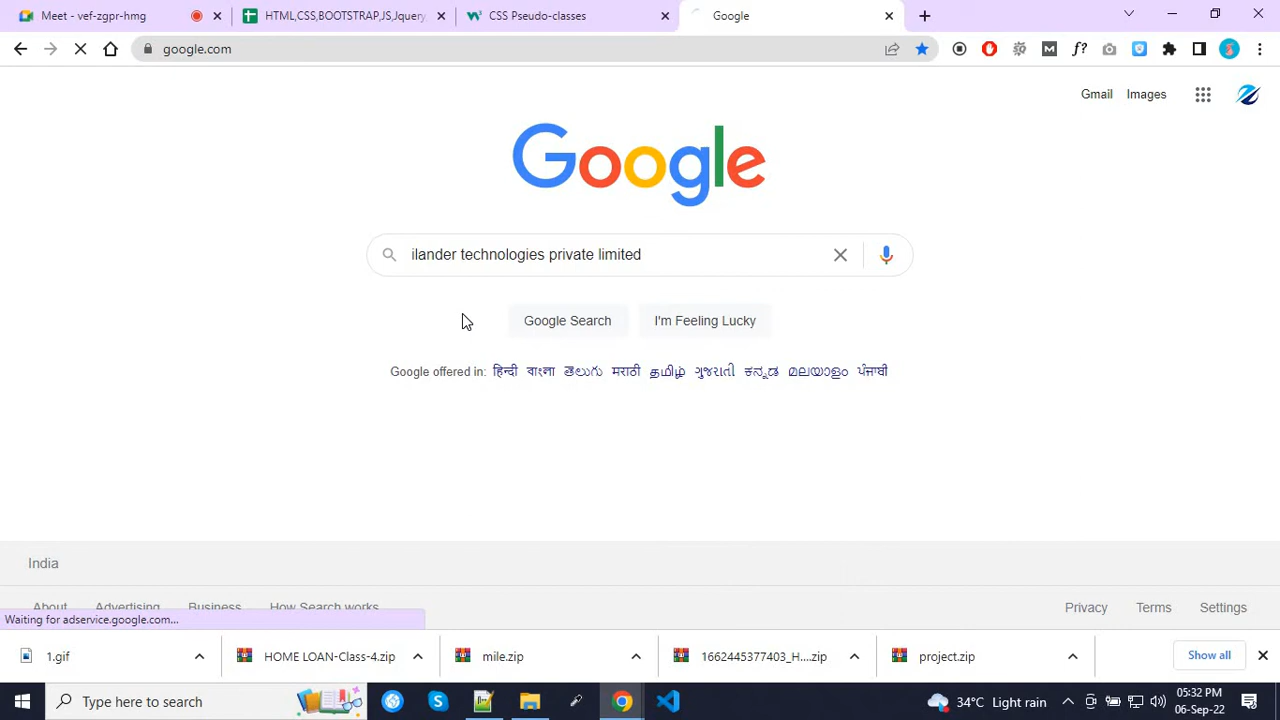 Meet - vef-zgpr-hmg
HTML,CSS,BOOTSTRAP,JS,Jquery,
CSS Pseudo-classes
Google
google.com
Gmail Images
Google
ilander technologies private limited
Google Search I'm Feeling Lucky
Google offered in: हिन्दी বাংলা తెలుగు मराठी தமிழ் ગુજરાતી ಕನ್ನಡ മലയാളം ਪੰਜਾਬੀ
India
About Advertising Business How Search works Privacy Terms Settings
Waiting for adservice.google.com...
1.gif HOME LOAN-Class-4.zip mile.zip 1662445377403_H....zip project.zip Show all
Type here to search 34°C Light rain 05:32 PM
06-Sep-22